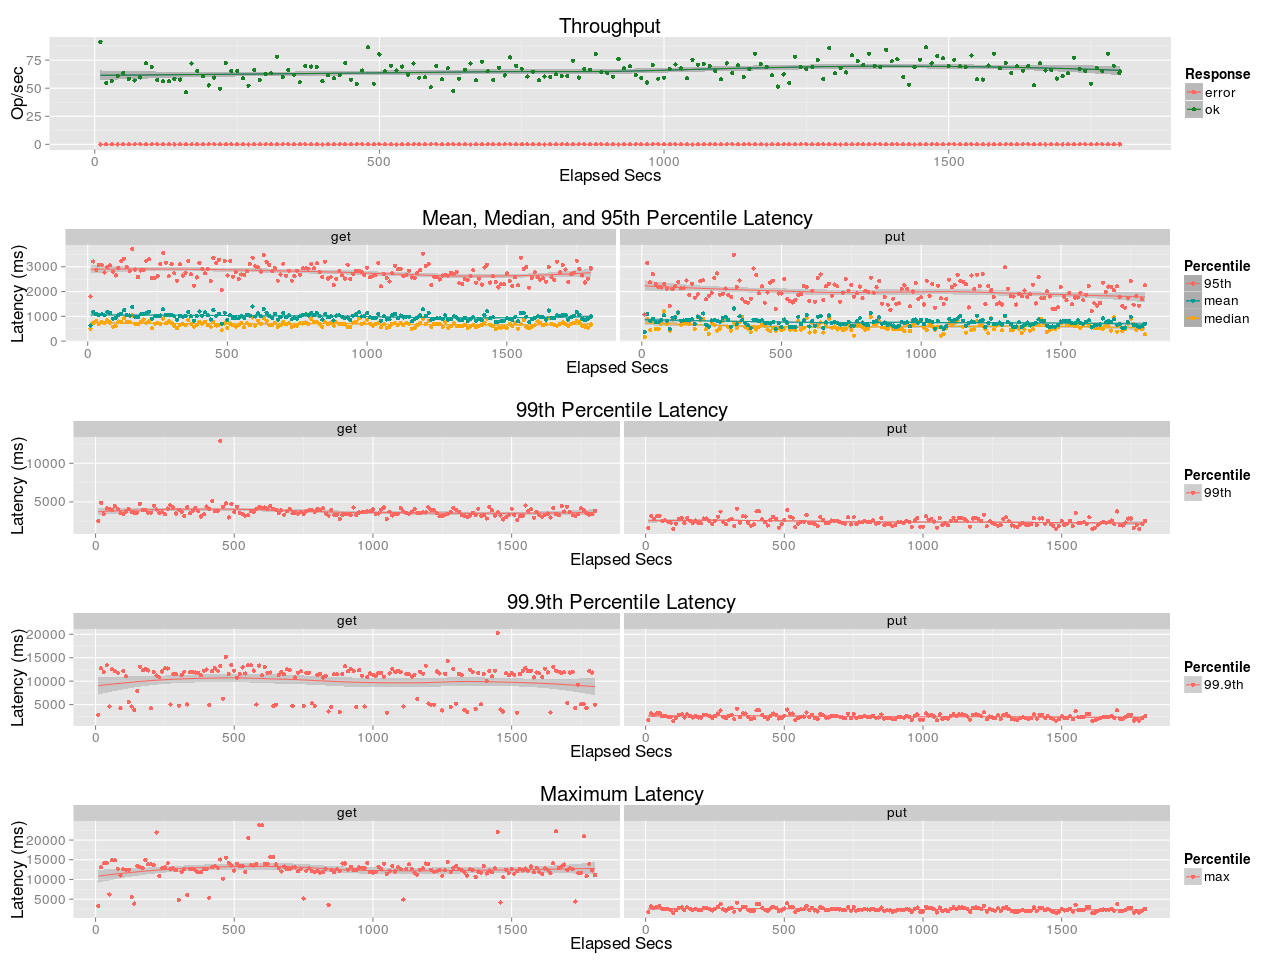 Throughput
Op/sec
75
50
25
0
0 500 1000 1500
Elapsed Secs
Response
error
ok
Mean, Median, and 95th Percentile Latency
get put
Latency (ms)
3000
2000
1000
0
0 500 1000 1500 0 500 1000 1500
Elapsed Secs
Percentile
95th
mean
median
99th Percentile Latency
get put
Latency (ms)
10000
5000
0 500 1000 1500 0 500 1000 1500
Elapsed Secs
Percentile
99th
99.9th Percentile Latency
get put
Latency (ms)
20000
15000
10000
5000
0 500 1000 1500 0 500 1000 1500
Elapsed Secs
Percentile
99.9th
Maximum Latency
get put
Latency (ms)
20000
15000
10000
5000
0 500 1000 1500 0 500 1000 1500
Elapsed Secs
Percentile
max